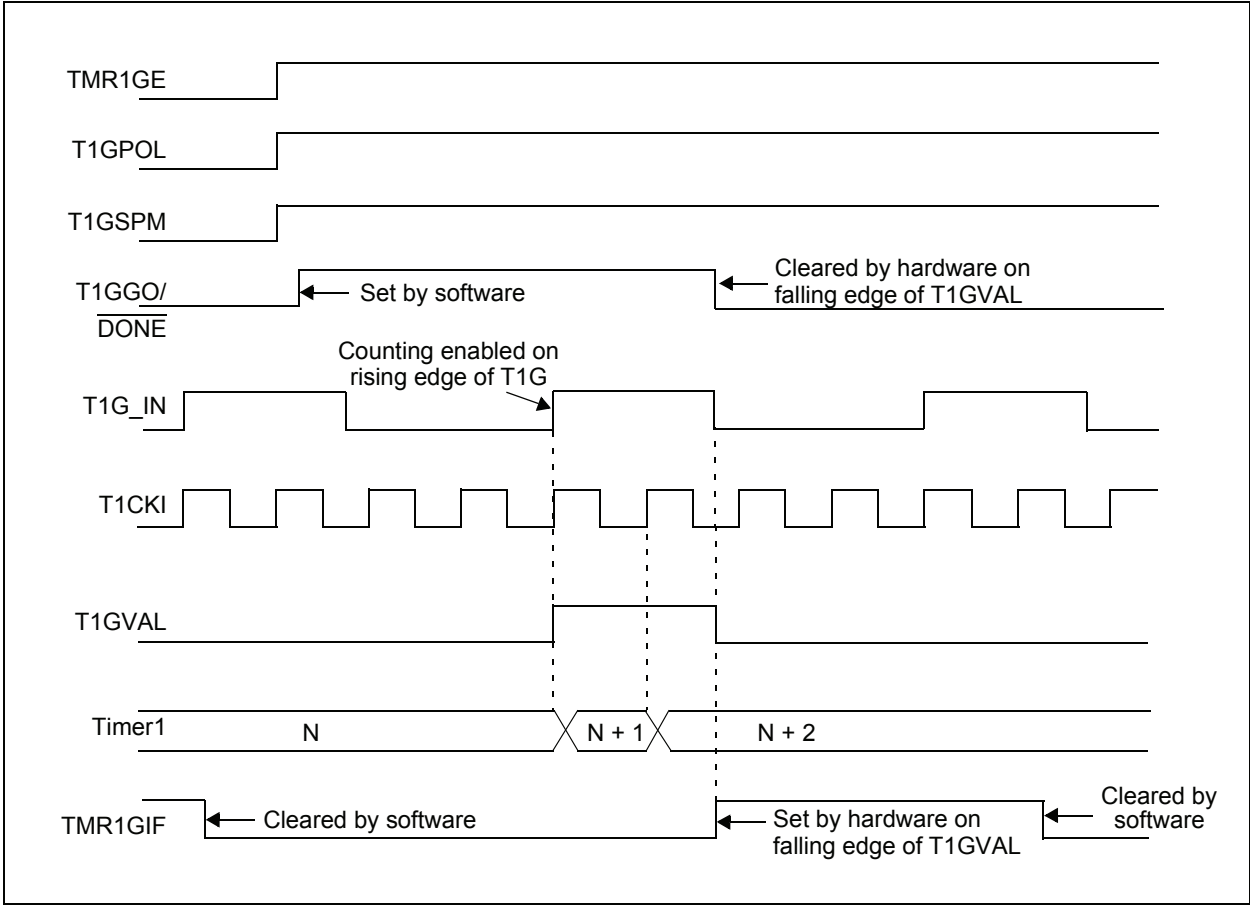 TMR1GE
T1GPOL
T1GSPM
T1GGO/
DONE
Set by software
Cleared by hardware on
falling edge of T1GVAL
Counting enabled on
rising edge of T1G
T1G_IN
T1CKI
T1GVAL
Timer1
N
N + 1
N + 2
TMR1GIF
Cleared by software
Set by hardware on
falling edge of T1GVAL
Cleared by
software